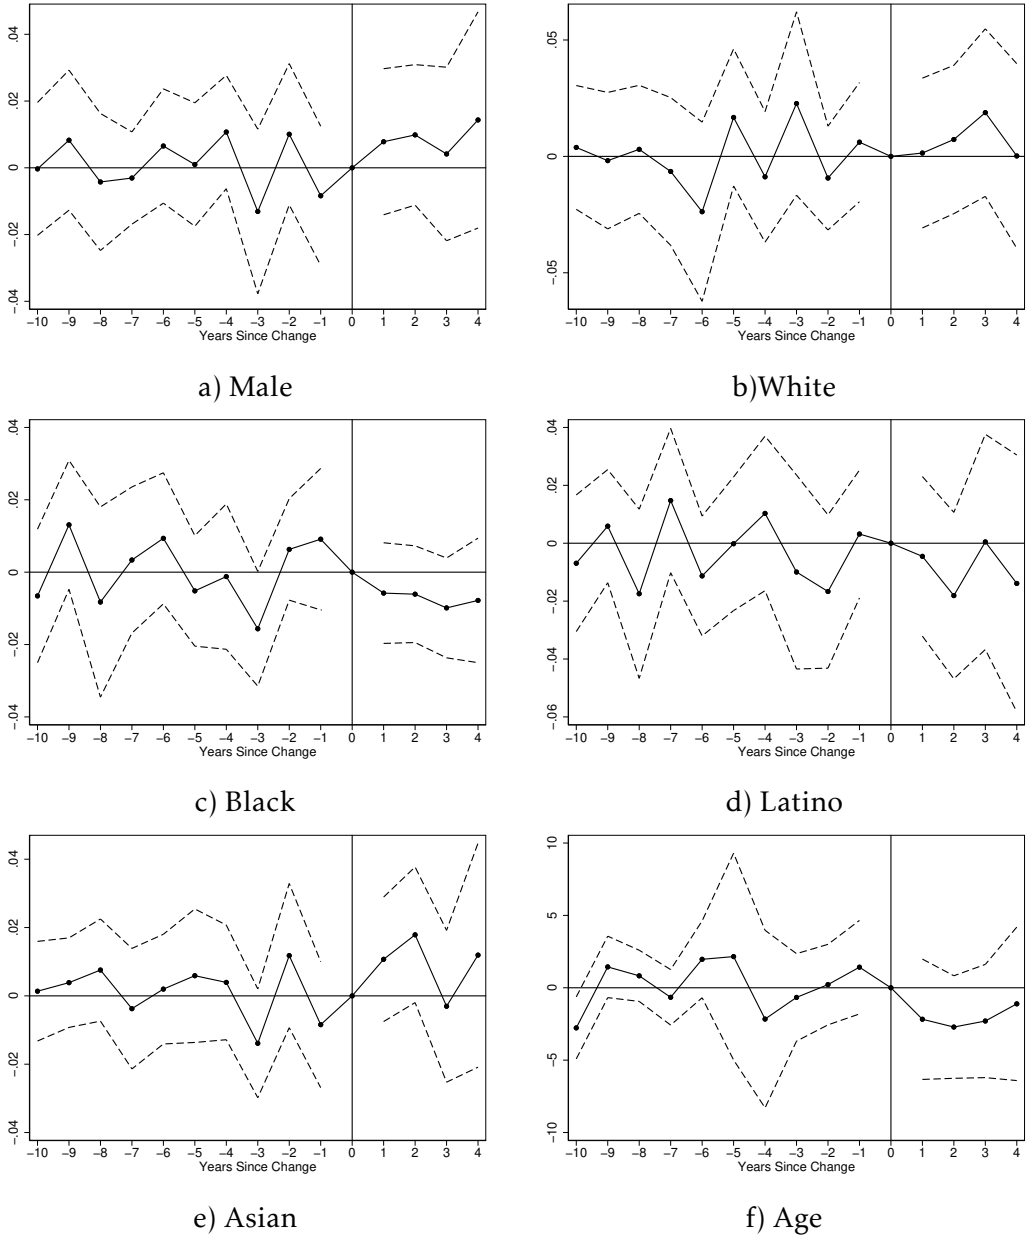 .04
.02
0
-.02
-.04
−10 −9 −8 −7 −6 −5 −4 −3 −2 −1 0 1 2 3 4
Years Since Change
a) Male
.05
0
-.05
−10 −9 −8 −7 −6 −5 −4 −3 −2 −1 0 1 2 3 4
Years Since Change
b)White
.04
.02
0
-.02
-.04
−10 −9 −8 −7 −6 −5 −4 −3 −2 −1 0 1 2 3 4
Years Since Change
c) Black
.04
.02
0
-.02
-.04
-.06
−10 −9 −8 −7 −6 −5 −4 −3 −2 −1 0 1 2 3 4
Years Since Change
d) Latino
.04
.02
0
-.02
-.04
−10 −9 −8 −7 −6 −5 −4 −3 −2 −1 0 1 2 3 4
Years Since Change
e) Asian
10
5
0
-5
-10
−10 −9 −8 −7 −6 −5 −4 −3 −2 −1 0 1 2 3 4
Years Since Change
f) Age